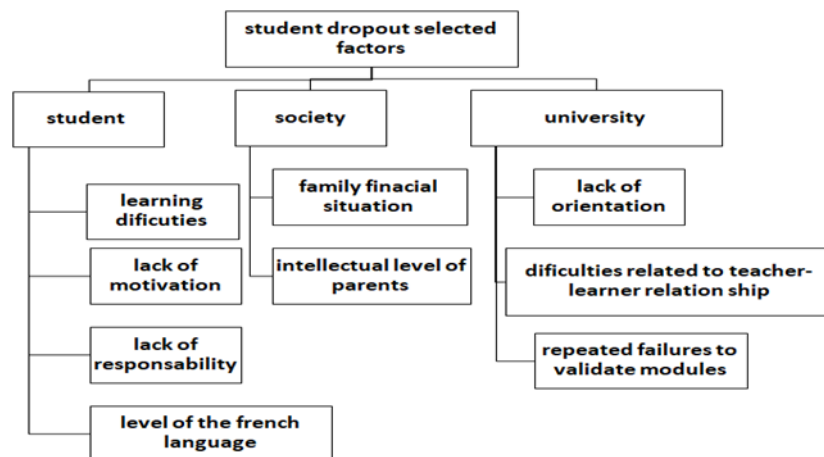 student dropout selected
factors
student
society
university
learning
dificuties
lack of
motivation
lack of
responsability
level of the french
language
family finacial
situation
intellectual level of
parents
lack of
orientation
dificulties related to teacher-
learner relation ship
repeated failures to
validate modules